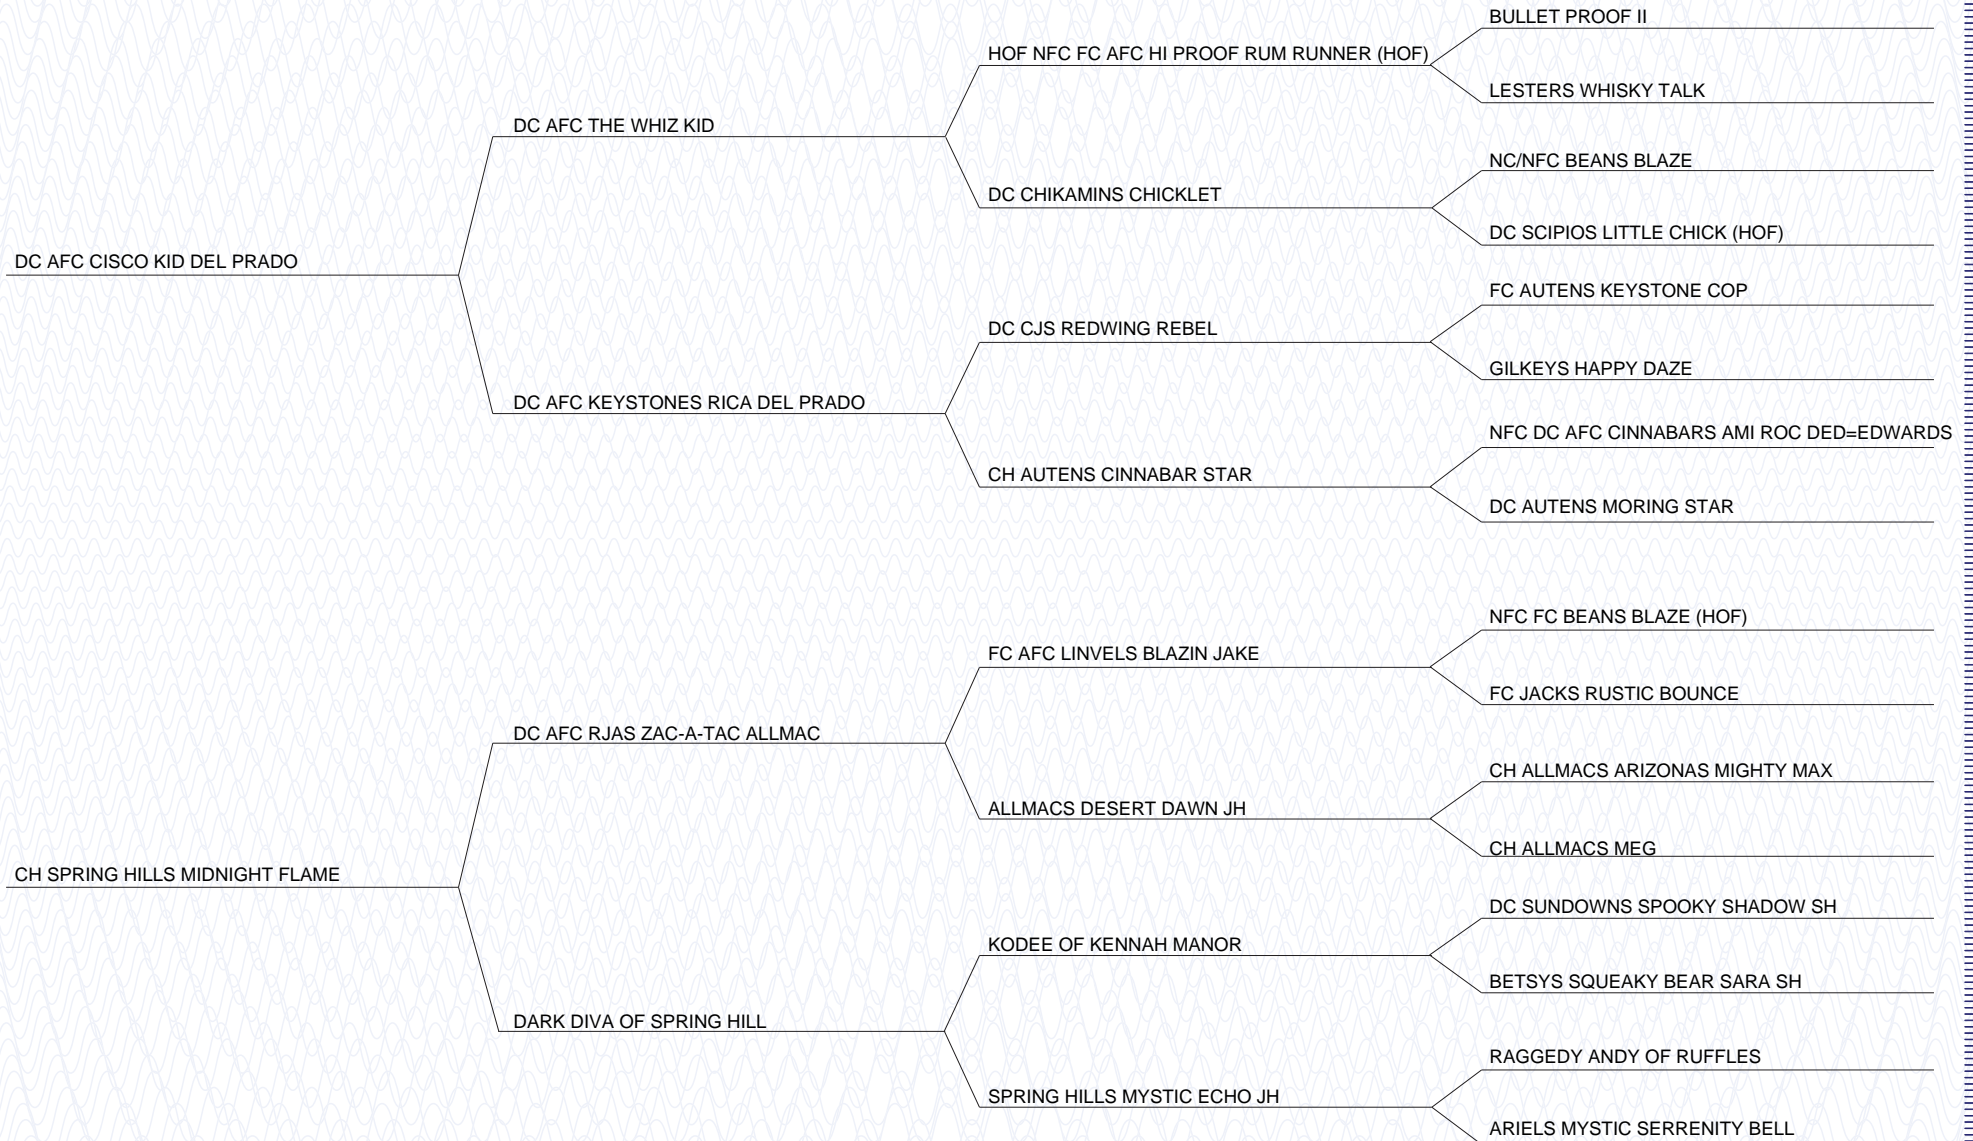 BULLET PROOF II
HOF NFC FC AFC HI PROOF RUM RUNNER (HOF)
LESTERS WHISKY TALK
DC AFC THE WHIZ KID
NC/NFC BEANS BLAZE
DC CHIKAMINS CHICKLET
DC SCIPIOS LITTLE CHICK (HOF)
DC AFC CISCO KID DEL PRADO
FC AUTENS KEYSTONE COP
DC CJS REDWING REBEL
GILKEYS HAPPY DAZE
DC AFC KEYSTONES RICA DEL PRADO
NFC DC AFC CINNABARS AMI ROC DED=EDWARDS
CH AUTENS CINNABAR STAR
DC AUTENS MORING STAR
NFC FC BEANS BLAZE (HOF)
FC AFC LINVELS BLAZIN JAKE
FC JACKS RUSTIC BOUNCE
DC AFC RJAS ZAC-A-TAC ALLMAC
CH ALLMACS ARIZONAS MIGHTY MAX
ALLMACS DESERT DAWN JH
CH ALLMACS MEG
CH SPRING HILLS MIDNIGHT FLAME
DC SUNDOWNS SPOOKY SHADOW SH
KODEE OF KENNAH MANOR
BETSYS SQUEAKY BEAR SARA SH
DARK DIVA OF SPRING HILL
RAGGEDY ANDY OF RUFFLES
SPRING HILLS MYSTIC ECHO JH
ARIELS MYSTIC SERRENITY BELL